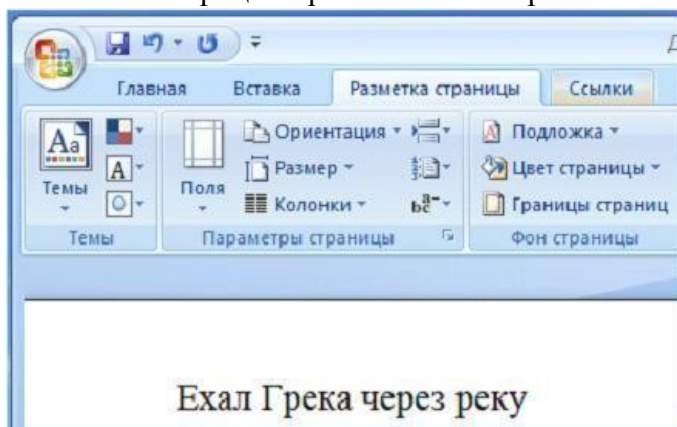 Главная Вставка Разметка страницы Ссылки
Aa Ориентация Подложка
Темы Поля Размер Цвет страницы
Колонки Границы страниц
Темы Параметры страницы Фон страницы
Ехал Грека через реку